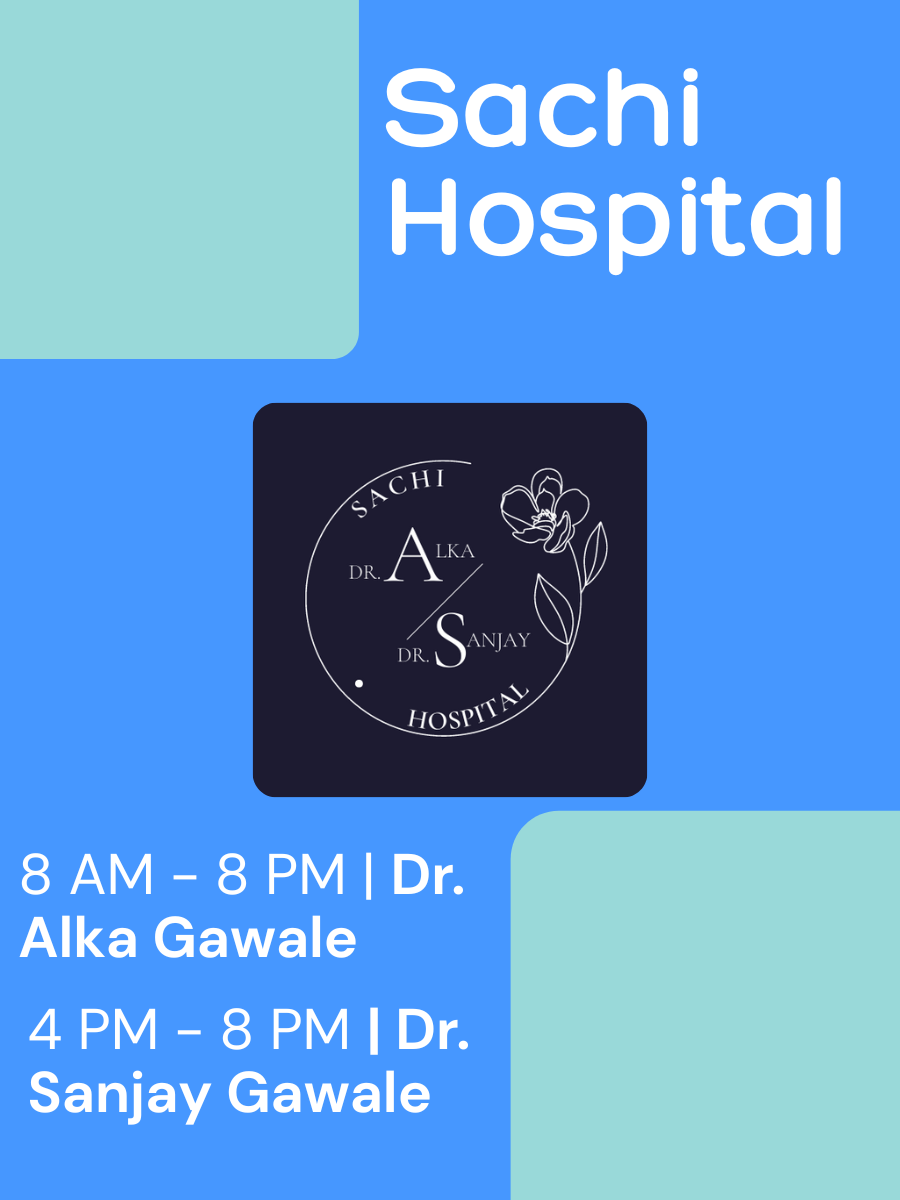 Sachi
Hospital
SACHI
DR. ALKA
DR. SANJAY
HOSPITAL
8 AM – 8 PM | Dr.
Alka Gawale
4 PM – 8 PM | Dr.
Sanjay Gawale